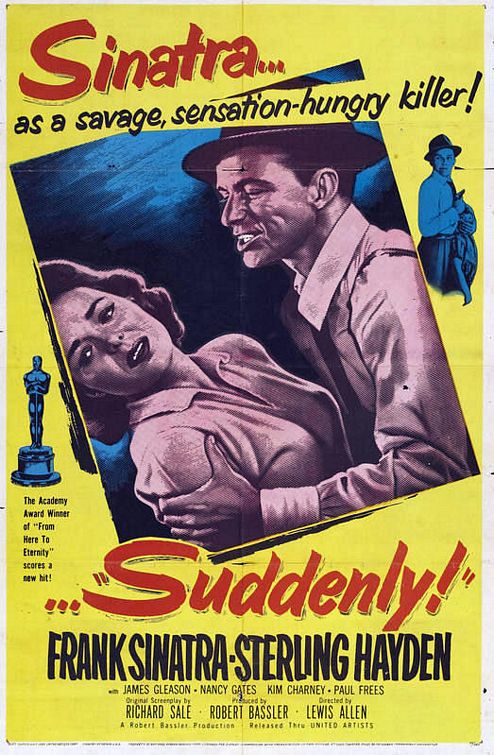 Sinatra...
as a savage, sensation-hungry killer!
The Academy
Award Winner
of "From
Here To
Eternity"
scores a
new hit!
..."Suddenly!"
FRANK SINATRA-STERLING HAYDEN
with JAMES GLEASON • NANCY GATES • KIM CHARNEY • PAUL FREES
Original Screenplay by Produced by Directed by
RICHARD SALE • ROBERT BASSLER • LEWIS ALLEN
A Robert Bassler Production • Released Thru UNITED ARTISTS